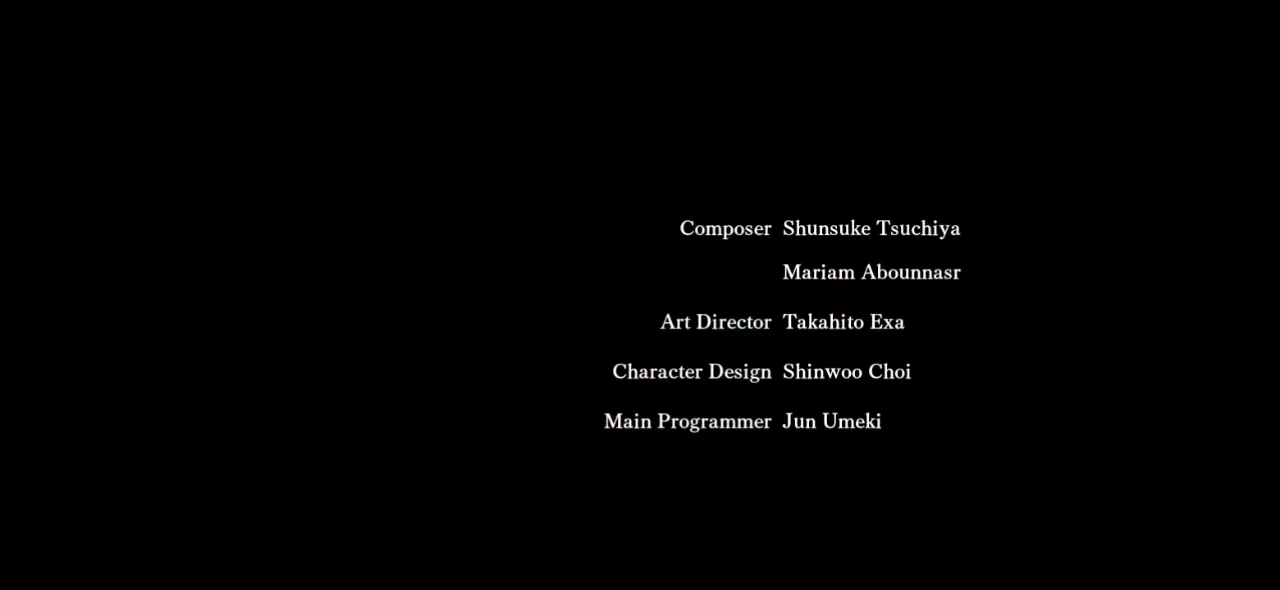 Composer Shunsuke Tsuchiya
Mariam Abounnasr
Art Director Takahito Exa
Character Design Shinwoo Choi
Main Programmer Jun Umeki